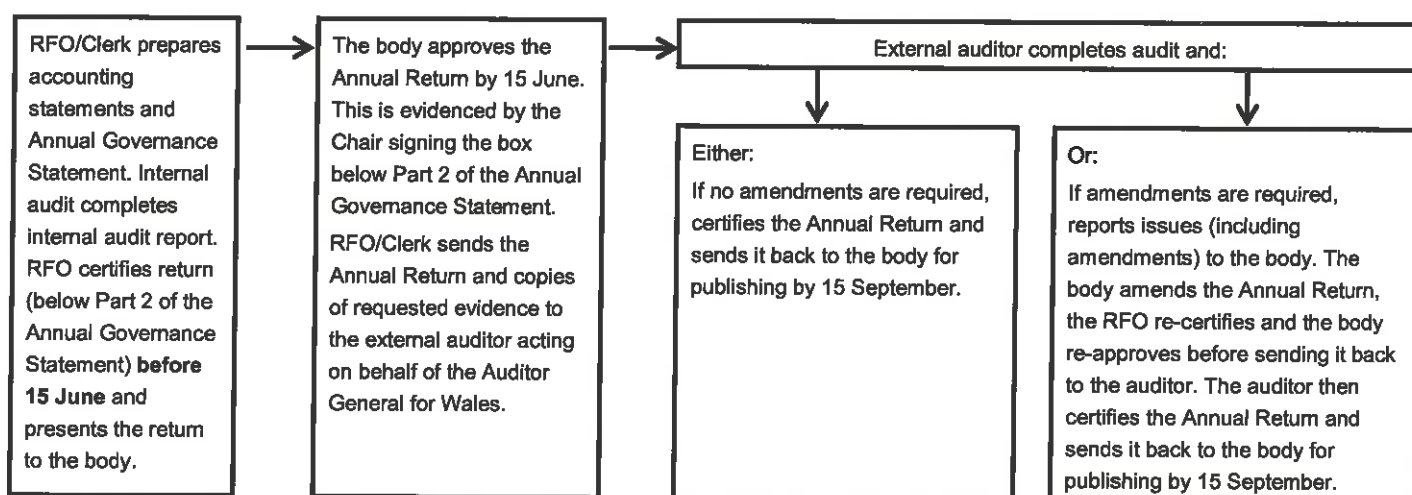 RFO/Clerk prepares
accounting
statements and
Annual Governance
Statement. Internal
audit completes
internal audit report.
RFO certifies return
(below Part 2 of the
Annual Governance
Statement) before
15 June and
presents the return
to the body.
The body approves the
Annual Return by 15 June.
This is evidenced by the
Chair signing the box
below Part 2 of the Annual
Governance Statement.
RFO/Clerk sends the
Annual Return and copies
of requested evidence to
the external auditor acting
on behalf of the Auditor
General for Wales.
External auditor completes audit and:
Either:
If no amendments are required,
certifies the Annual Return and
sends it back to the body for
publishing by 15 September.
Or:
If amendments are required,
reports issues (including
amendments) to the body. The
body amends the Annual Return,
the RFO re-certifies and the body
re-approves before sending it back
to the auditor. The auditor then
certifies the Annual Return and
sends it back to the body for
publishing by 15 September.